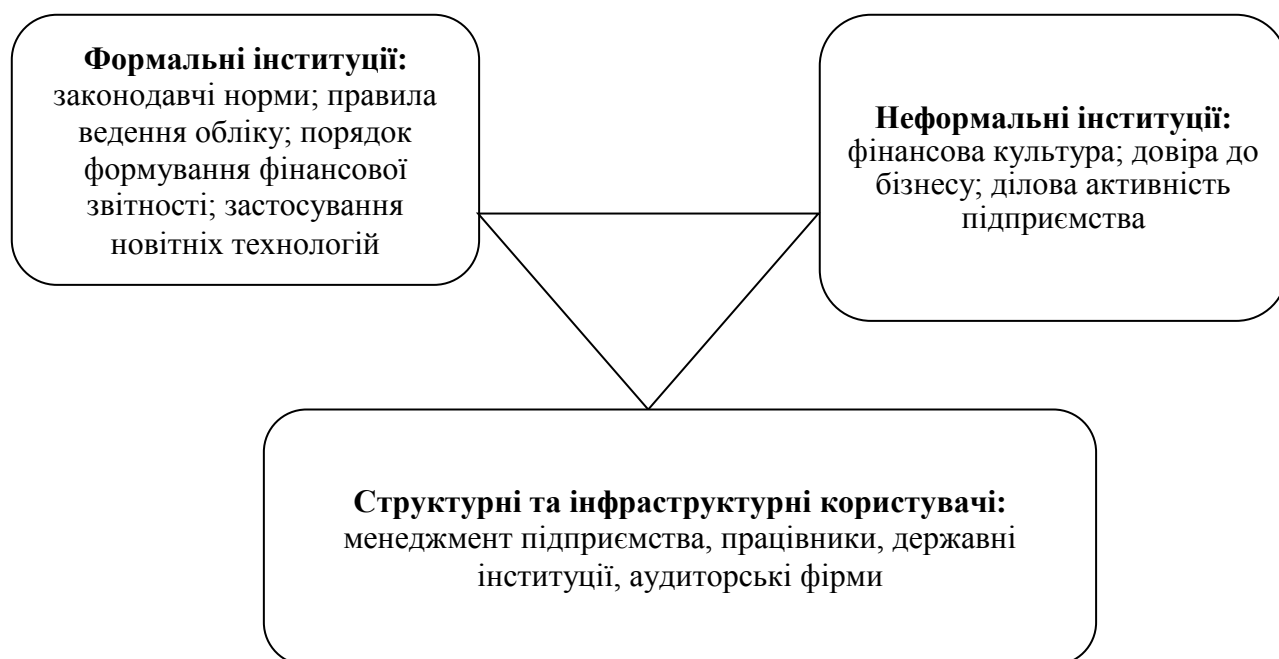 Формальні інституції:
законодавчі норми; правила
ведення обліку; порядок
формування фінансової
звітності; застосування
новітніх технологій
Неформальні інституції:
фінансова культура; довіра до
бізнесу; ділова активність
підприємства
Структурні та інфраструктурні користувачі:
менеджмент підприємства, працівники, державні
інституції, аудиторські фірми